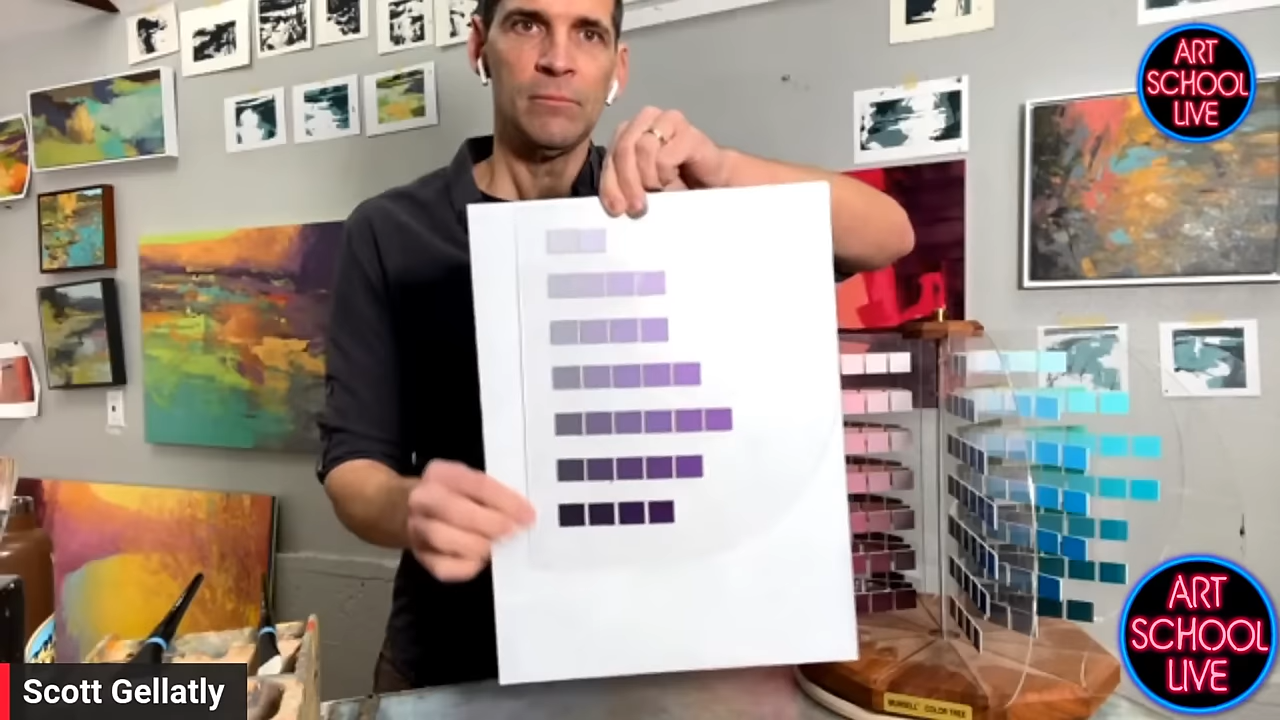 ART
SCHOOL
LIVE
MUNSELL COLOR TREE
ART
SCHOOL
LIVE
Scott Gellatly